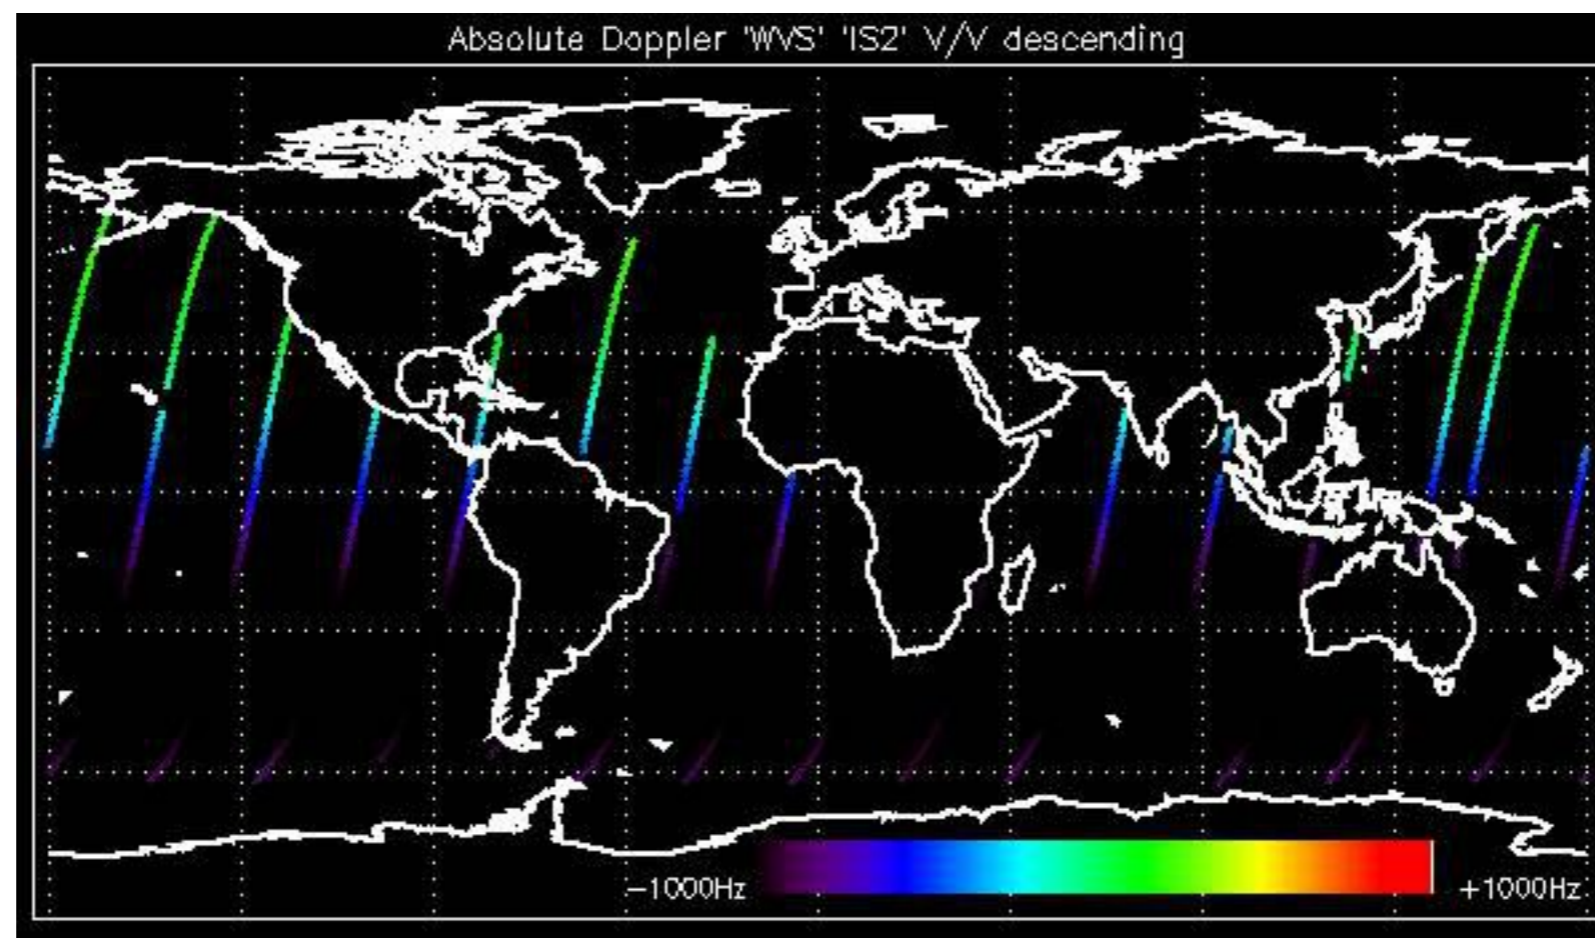 Absolute Doppler 'WVS' 'IS2' V/V descending
−1000Hz
+1000Hz